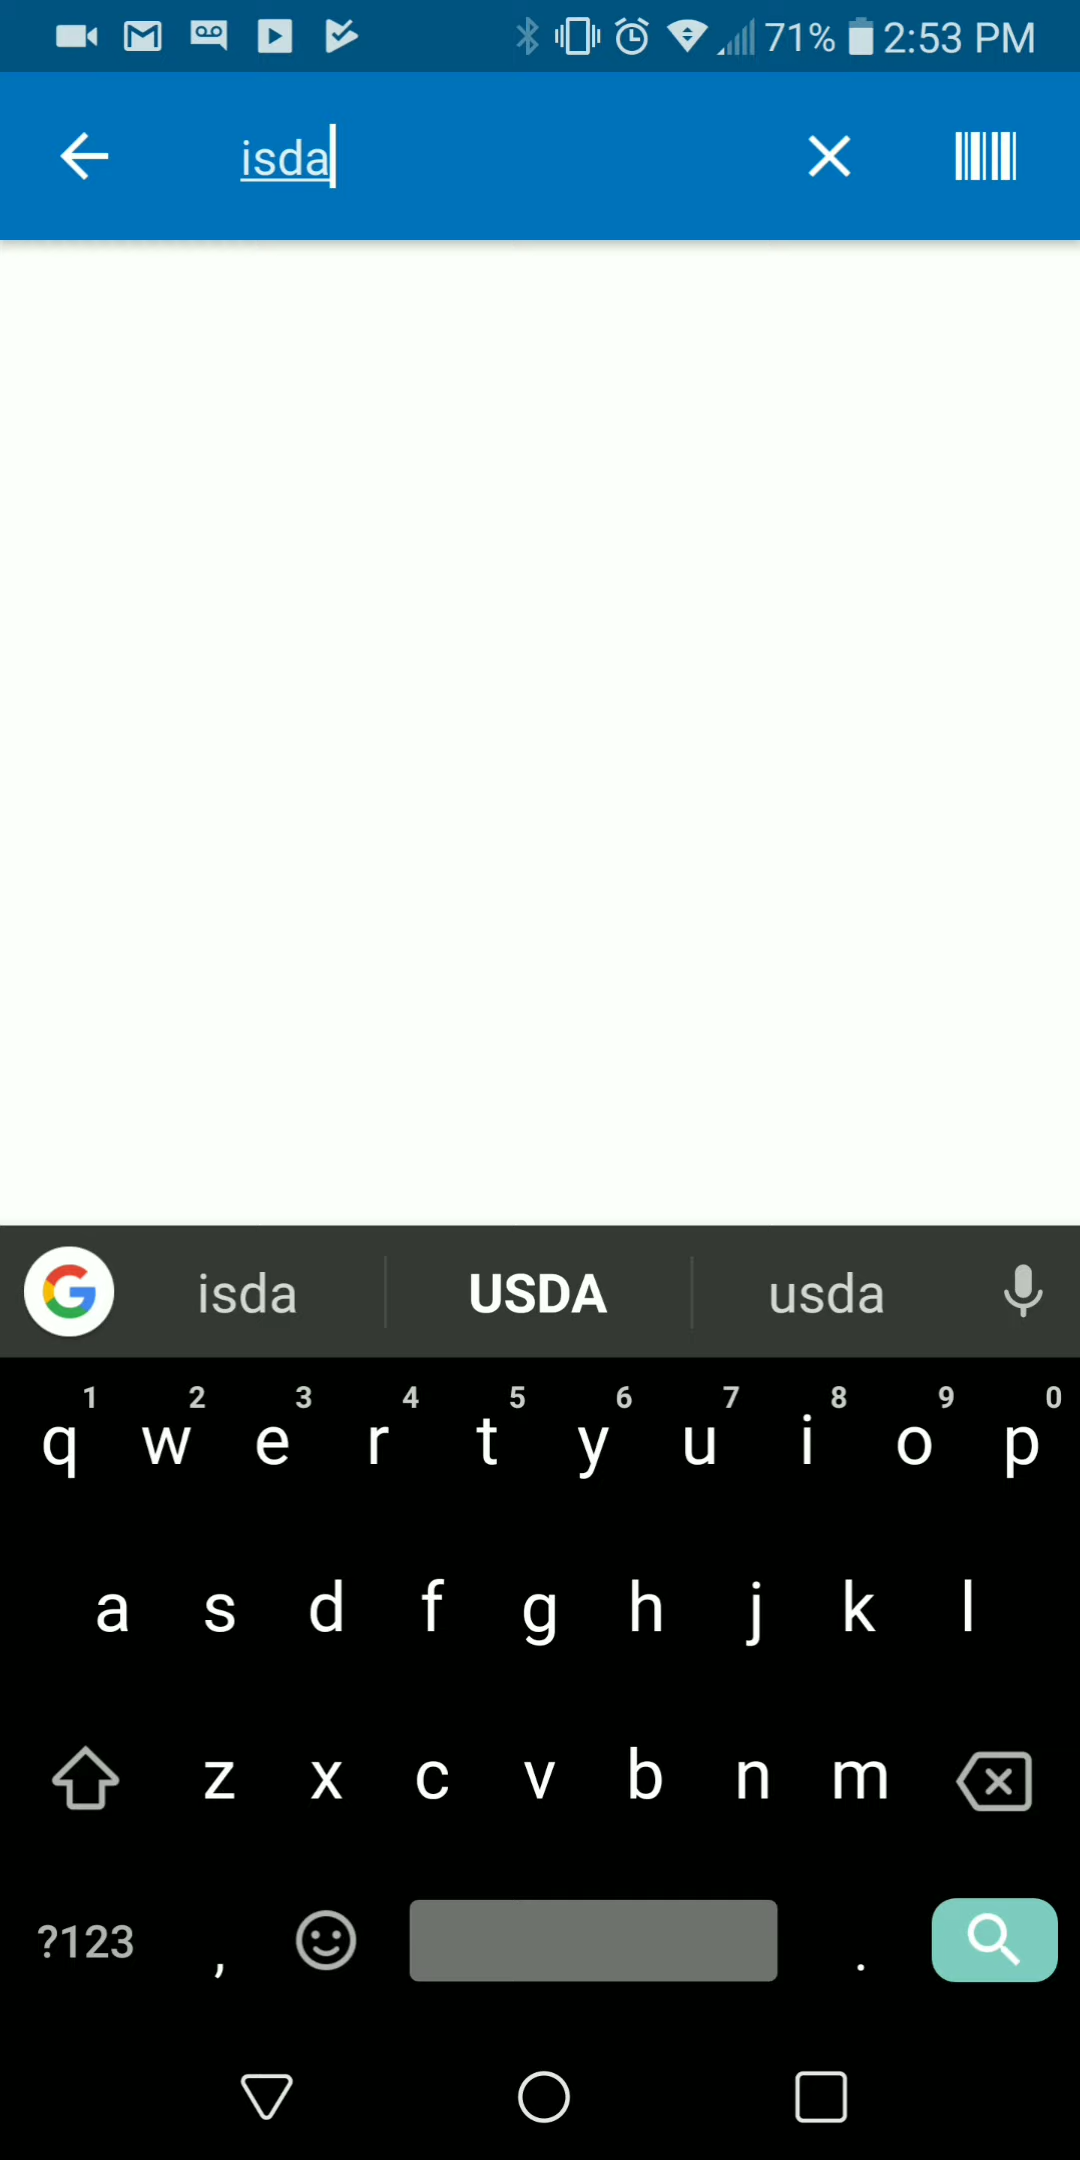 71% 2:53 PM
isda
isda USDA usda
1 2 3 4 5 6 7 8 9 0
q w e r t y u i o p
a s d f g h j k l
z x c v b n m
?123 , .